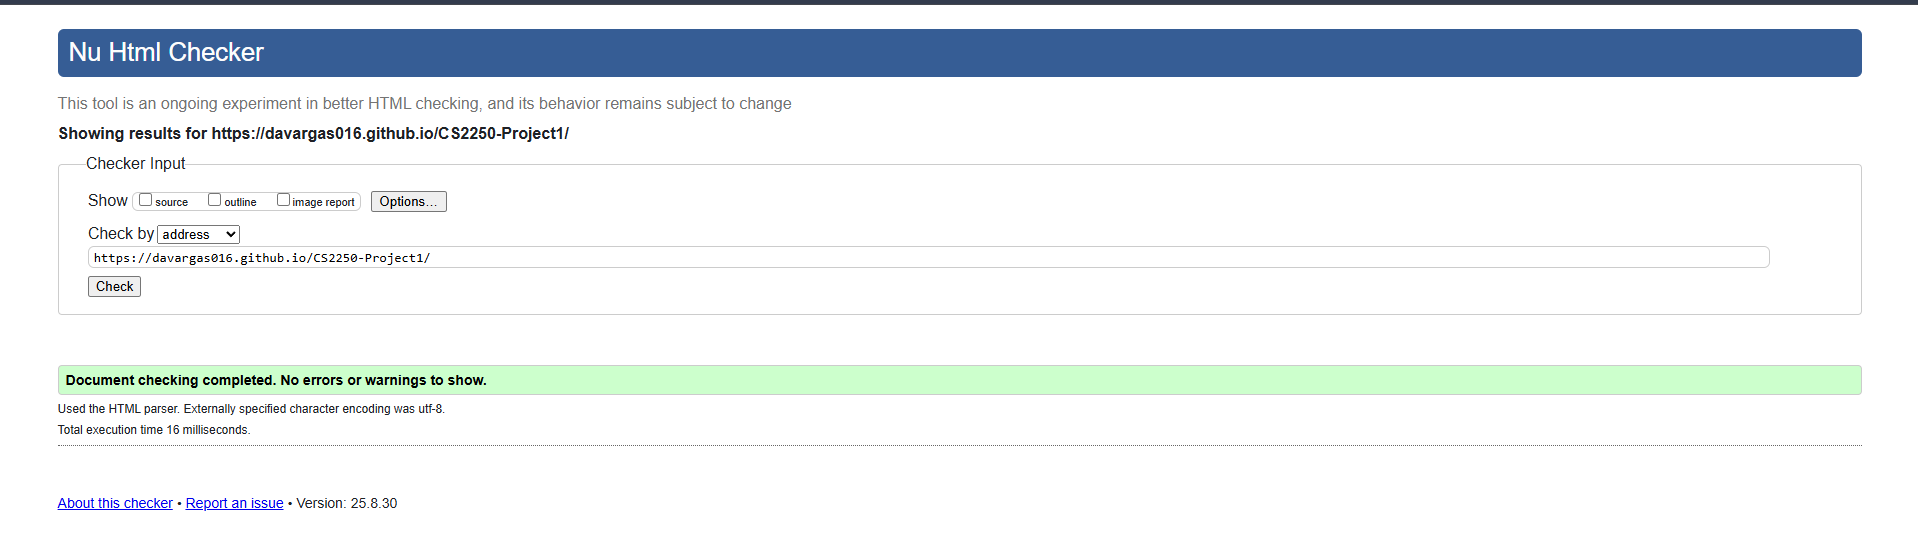 Nu Html Checker
This tool is an ongoing experiment in better HTML checking, and its behavior remains subject to change
Showing results for https://davargas016.github.io/CS2250-Project1/
Checker Input
Show source outline image report Options...
Check by address
https://davargas016.github.io/CS2250-Project1/
Check
Document checking completed. No errors or warnings to show.
Used the HTML parser. Externally specified character encoding was utf-8.
Total execution time 16 milliseconds.
About this checker • Report an issue • Version: 25.8.30